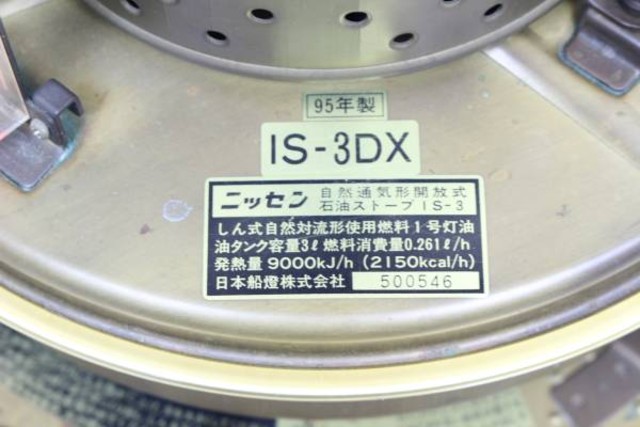 95年製
IS-3DX
ニッセン 自然通気形開放式
石油ストーブ IS-3
しん式自然対流形使用燃料1号灯油
油タンク容量3ℓ燃料消費量0.261ℓ/h
発熱量 9000kJ/h (2150kcal/h)
日本船燈株式会社 500546